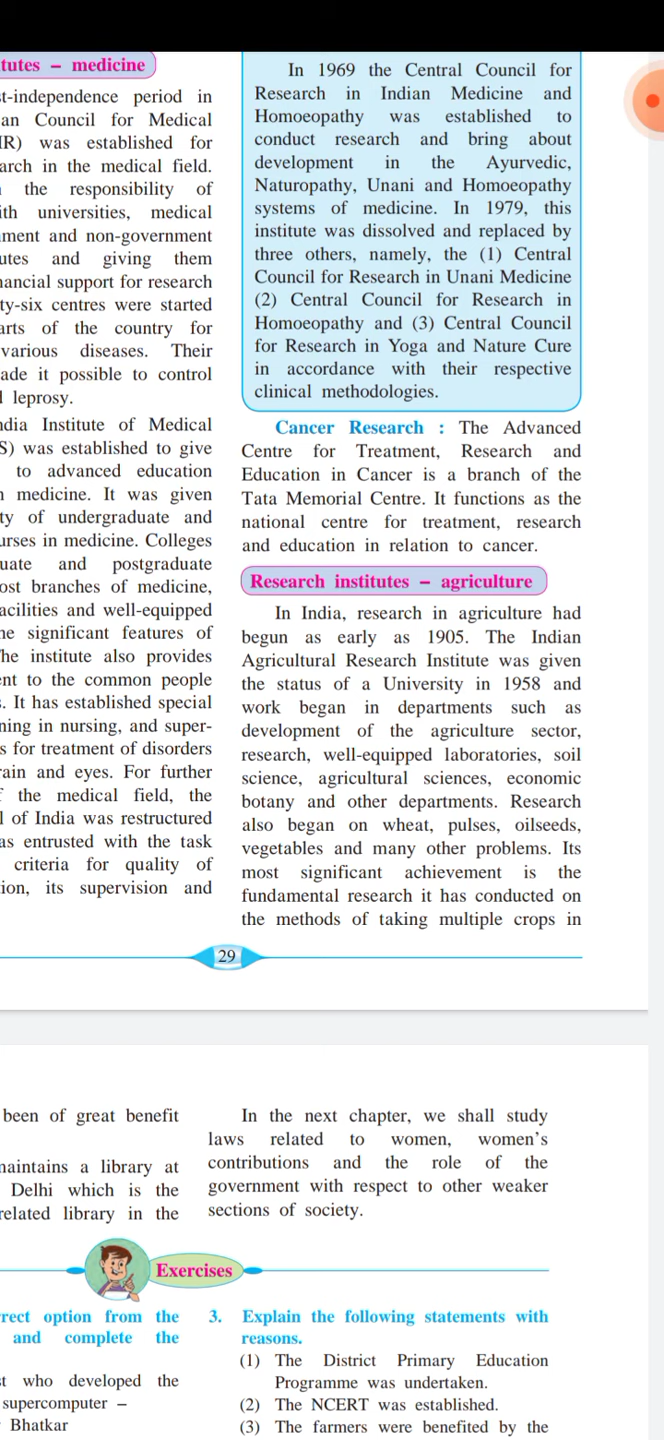 tutes – medicine
t-independence period in
an Council for Medical
IR) was established for
arch in the medical field.
the responsibility of
ith universities, medical
ment and non-government
utes and giving them
nancial support for research
ty-six centres were started
arts of the country for
various diseases. Their
ade it possible to control
leprosy.
ndia Institute of Medical
S) was established to give
to advanced education
medicine. It was given
ty of undergraduate and
urses in medicine. Colleges
uate and postgraduate
ost branches of medicine,
acilities and well-equipped
he significant features of
The institute also provides
ent to the common people
. It has established special
ning in nursing, and super-
s for treatment of disorders
rain and eyes. For further
f the medical field, the
l of India was restructured
as entrusted with the task
criteria for quality of
tion, its supervision and
In 1969 the Central Council for
Research in Indian Medicine and
Homoeopathy was established to
conduct research and bring about
development in the Ayurvedic,
Naturopathy, Unani and Homoeopathy
systems of medicine. In 1979, this
institute was dissolved and replaced by
three others, namely, the (1) Central
Council for Research in Unani Medicine
(2) Central Council for Research in
Homoeopathy and (3) Central Council
for Research in Yoga and Nature Cure
in accordance with their respective
clinical methodologies.
Cancer Research : The Advanced
Centre for Treatment, Research and
Education in Cancer is a branch of the
Tata Memorial Centre. It functions as the
national centre for treatment, research
and education in relation to cancer.
Research institutes – agriculture
In India, research in agriculture had
begun as early as 1905. The Indian
Agricultural Research Institute was given
the status of a University in 1958 and
work began in departments such as
development of the agriculture sector,
research, well-equipped laboratories, soil
science, agricultural sciences, economic
botany and other departments. Research
also began on wheat, pulses, oilseeds,
vegetables and many other problems. Its
most significant achievement is the
fundamental research it has conducted on
the methods of taking multiple crops in
29
been of great benefit
maintains a library at
Delhi which is the
related library in the
In the next chapter, we shall study
laws related to women, women's
contributions and the role of the
government with respect to other weaker
sections of society.
Exercises
rrect option from the
and complete the
st who developed the
supercomputer –
Bhatkar
3. Explain the following statements with
reasons.
(1) The District Primary Education
Programme was undertaken.
(2) The NCERT was established.
(3) The farmers were benefited by the